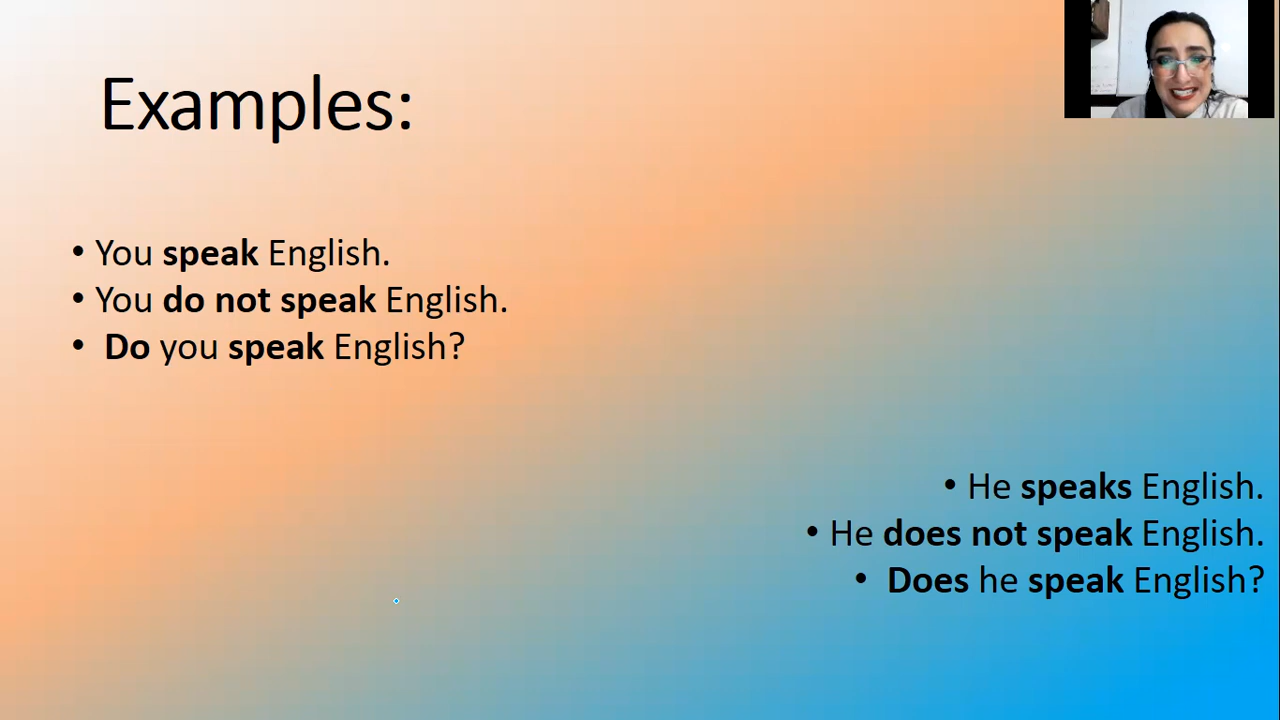 Examples:
• You speak English.
• You do not speak English.
• Do you speak English?
• He speaks English.
• He does not speak English.
• Does he speak English?